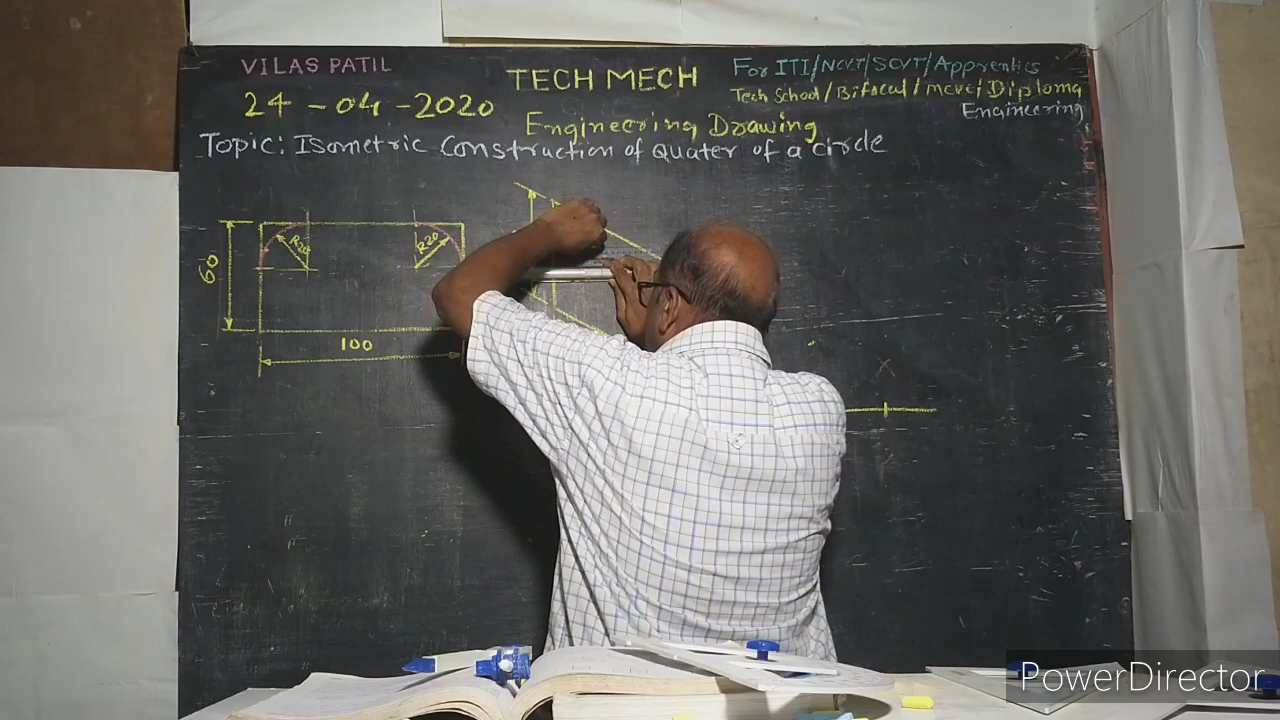 VILAS PATIL
TECH MECH
For ITI/NCVT/SCVT/Apprentics
24-04-2020
Tech School/Bifocal/MCVC/Diploma
Engineering
Engineering Drawing
Topic: Isometric Construction of Quater of a circle
R20
R20
60
100
X
PowerDirector